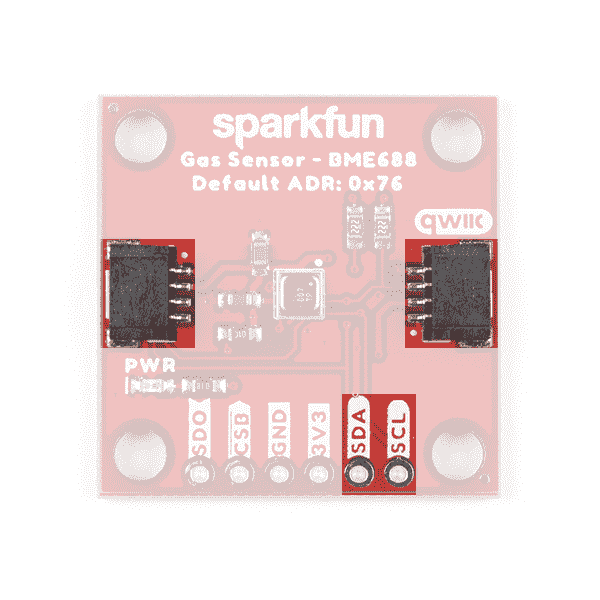 sparkfun
Gas Sensor - BME688
Default ADR: 0x76
qwiic
PWR
SDO
CSB
GND
3V3
SDA
SCL